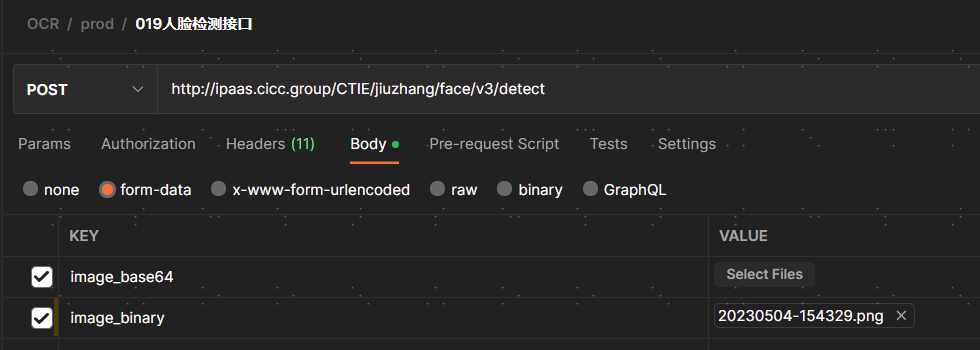 OCR / prod / 019人脸检测接口
POST http://ipaas.cicc.group/CTIE/jiuzhang/face/v3/detect
Params Authorization Headers (11) Body Pre-request Script Tests Settings
none form-data x-www-form-urlencoded raw binary GraphQL
KEY VALUE
image_base64 Select Files
image_binary 20230504-154329.png ×